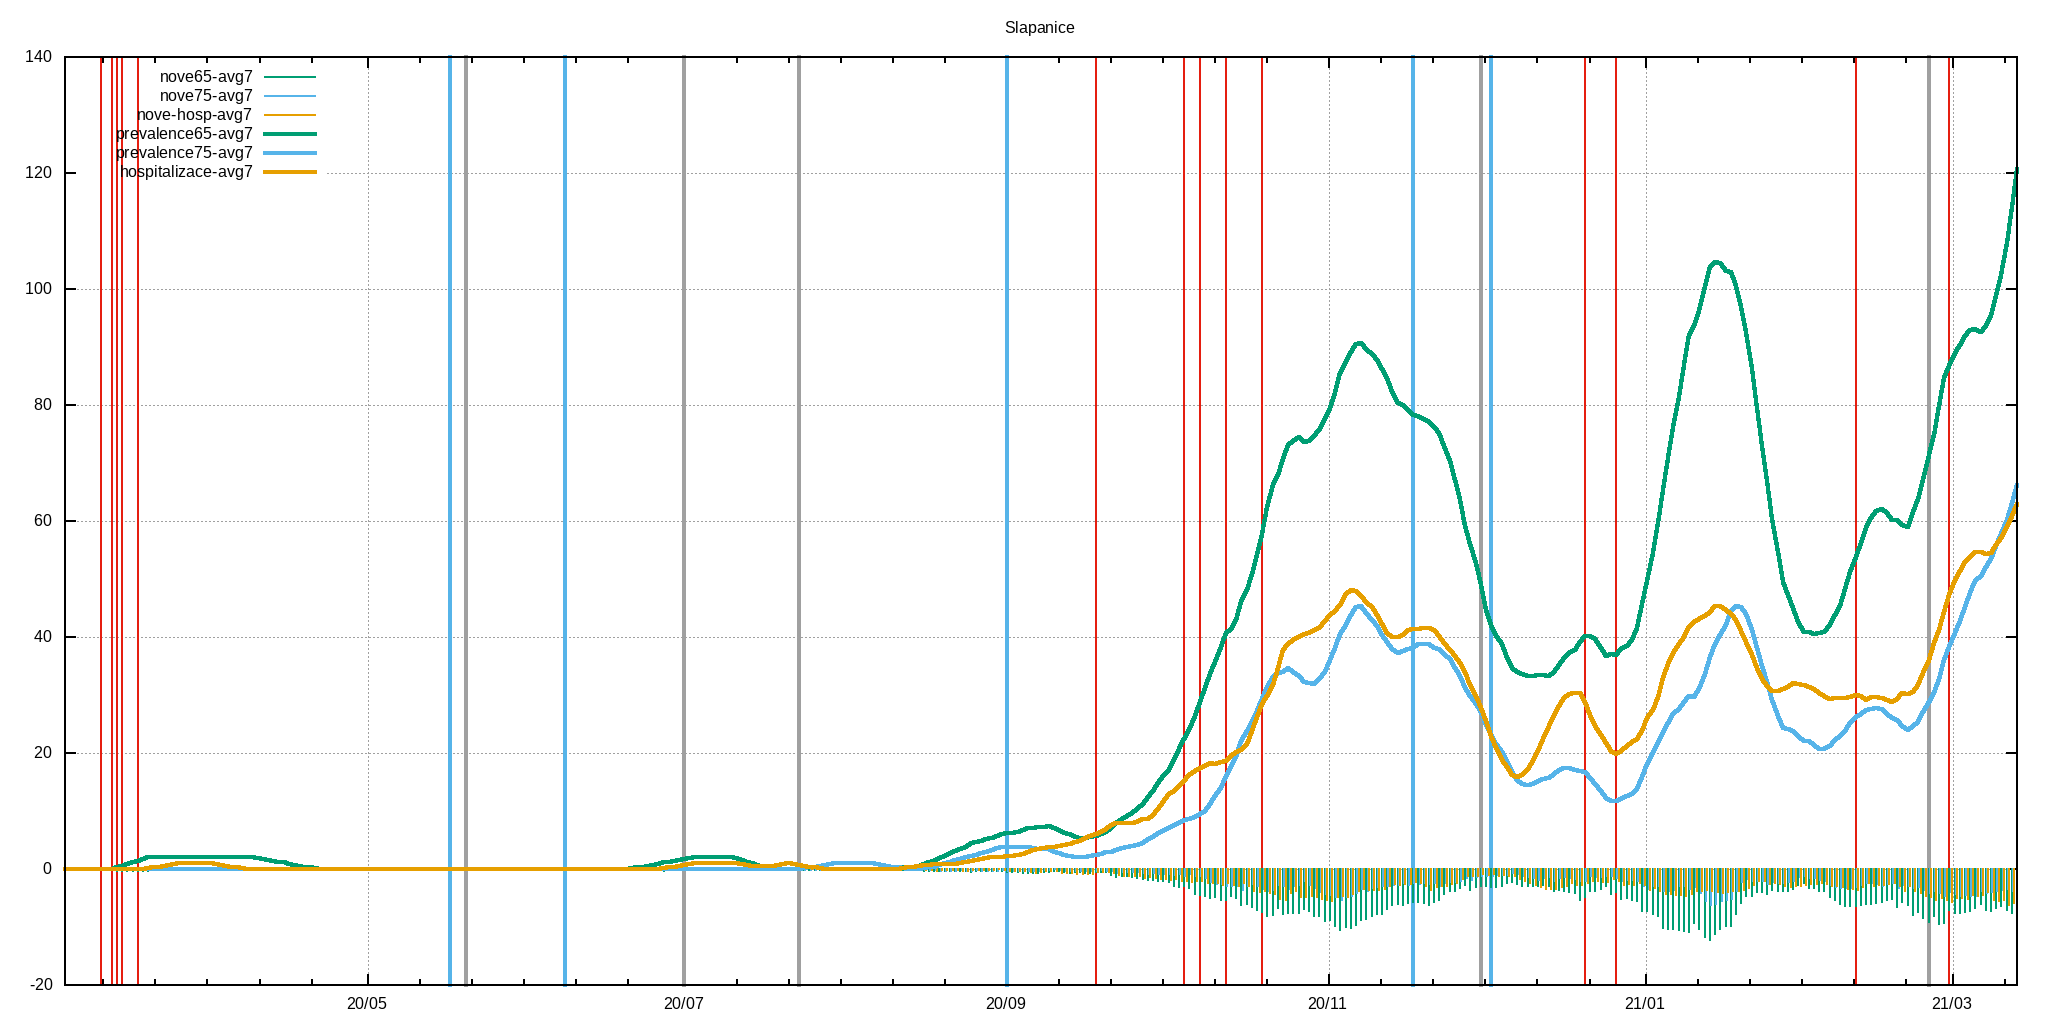 Slapanice
140
120
100
80
60
40
20
0
-20
nove65-avg7
nove75-avg7
nove-hosp-avg7
prevalence65-avg7
prevalence75-avg7
hospitalizace-avg7
20/05
20/07
20/09
20/11
21/01
21/03